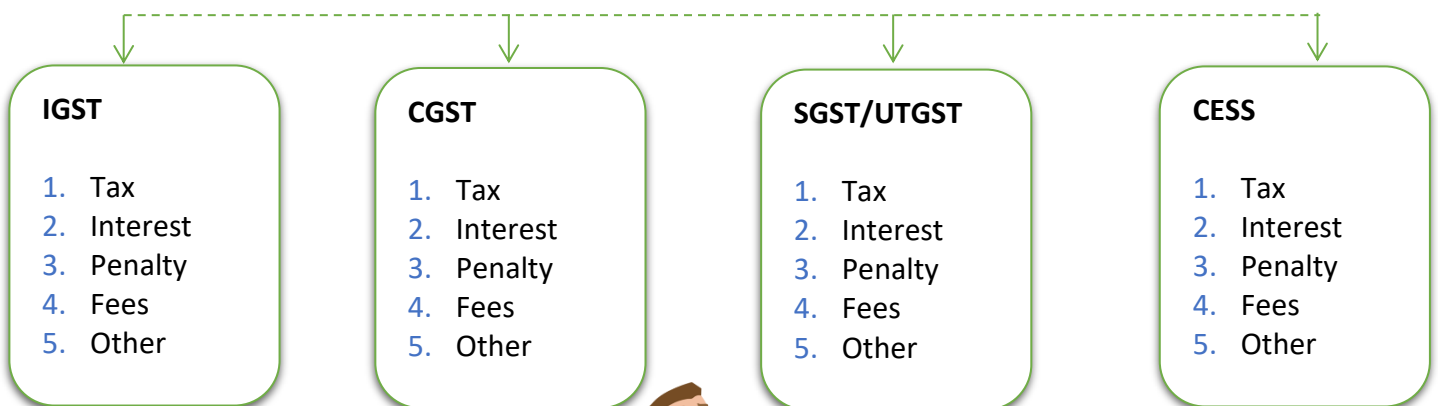 IGST
1. Tax
2. Interest
3. Penalty
4. Fees
5. Other
CGST
1. Tax
2. Interest
3. Penalty
4. Fees
5. Other
SGST/UTGST
1. Tax
2. Interest
3. Penalty
4. Fees
5. Other
CESS
1. Tax
2. Interest
3. Penalty
4. Fees
5. Other